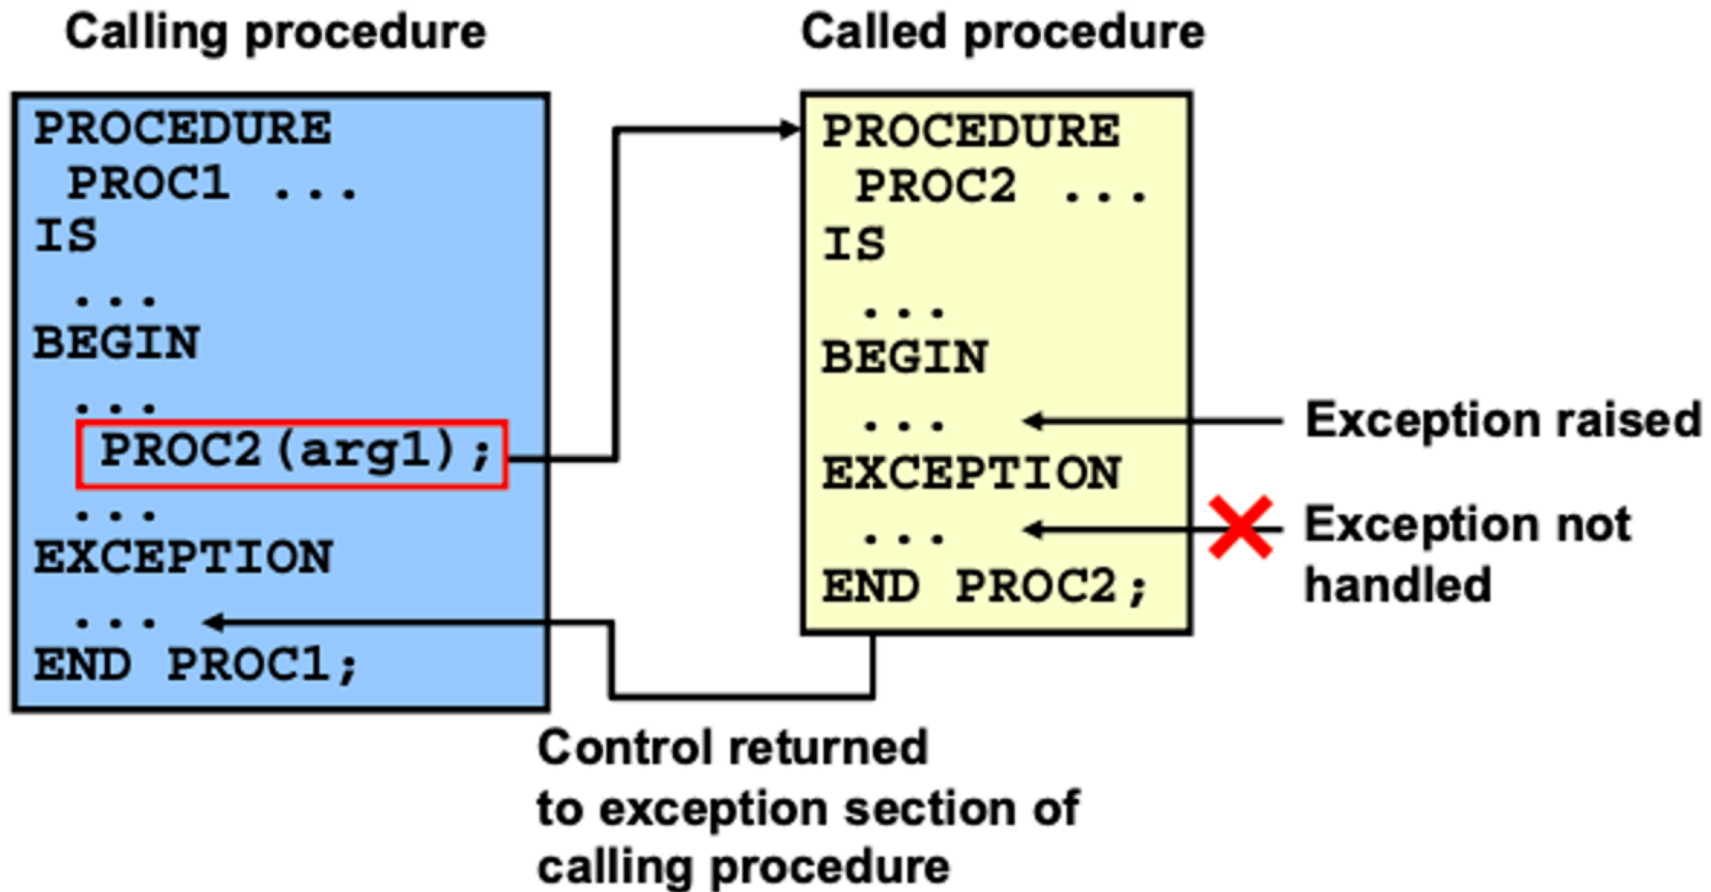 Calling procedure
PROCEDURE
PROC1 ...
IS
...
BEGIN
...
PROC2(arg1);
...
EXCEPTION
...
END PROC1;
Called procedure
PROCEDURE
PROC2 ...
IS
...
BEGIN
...
EXCEPTION
...
END PROC2;
Exception raised
Exception not
handled
Control returned
to exception section of
calling procedure